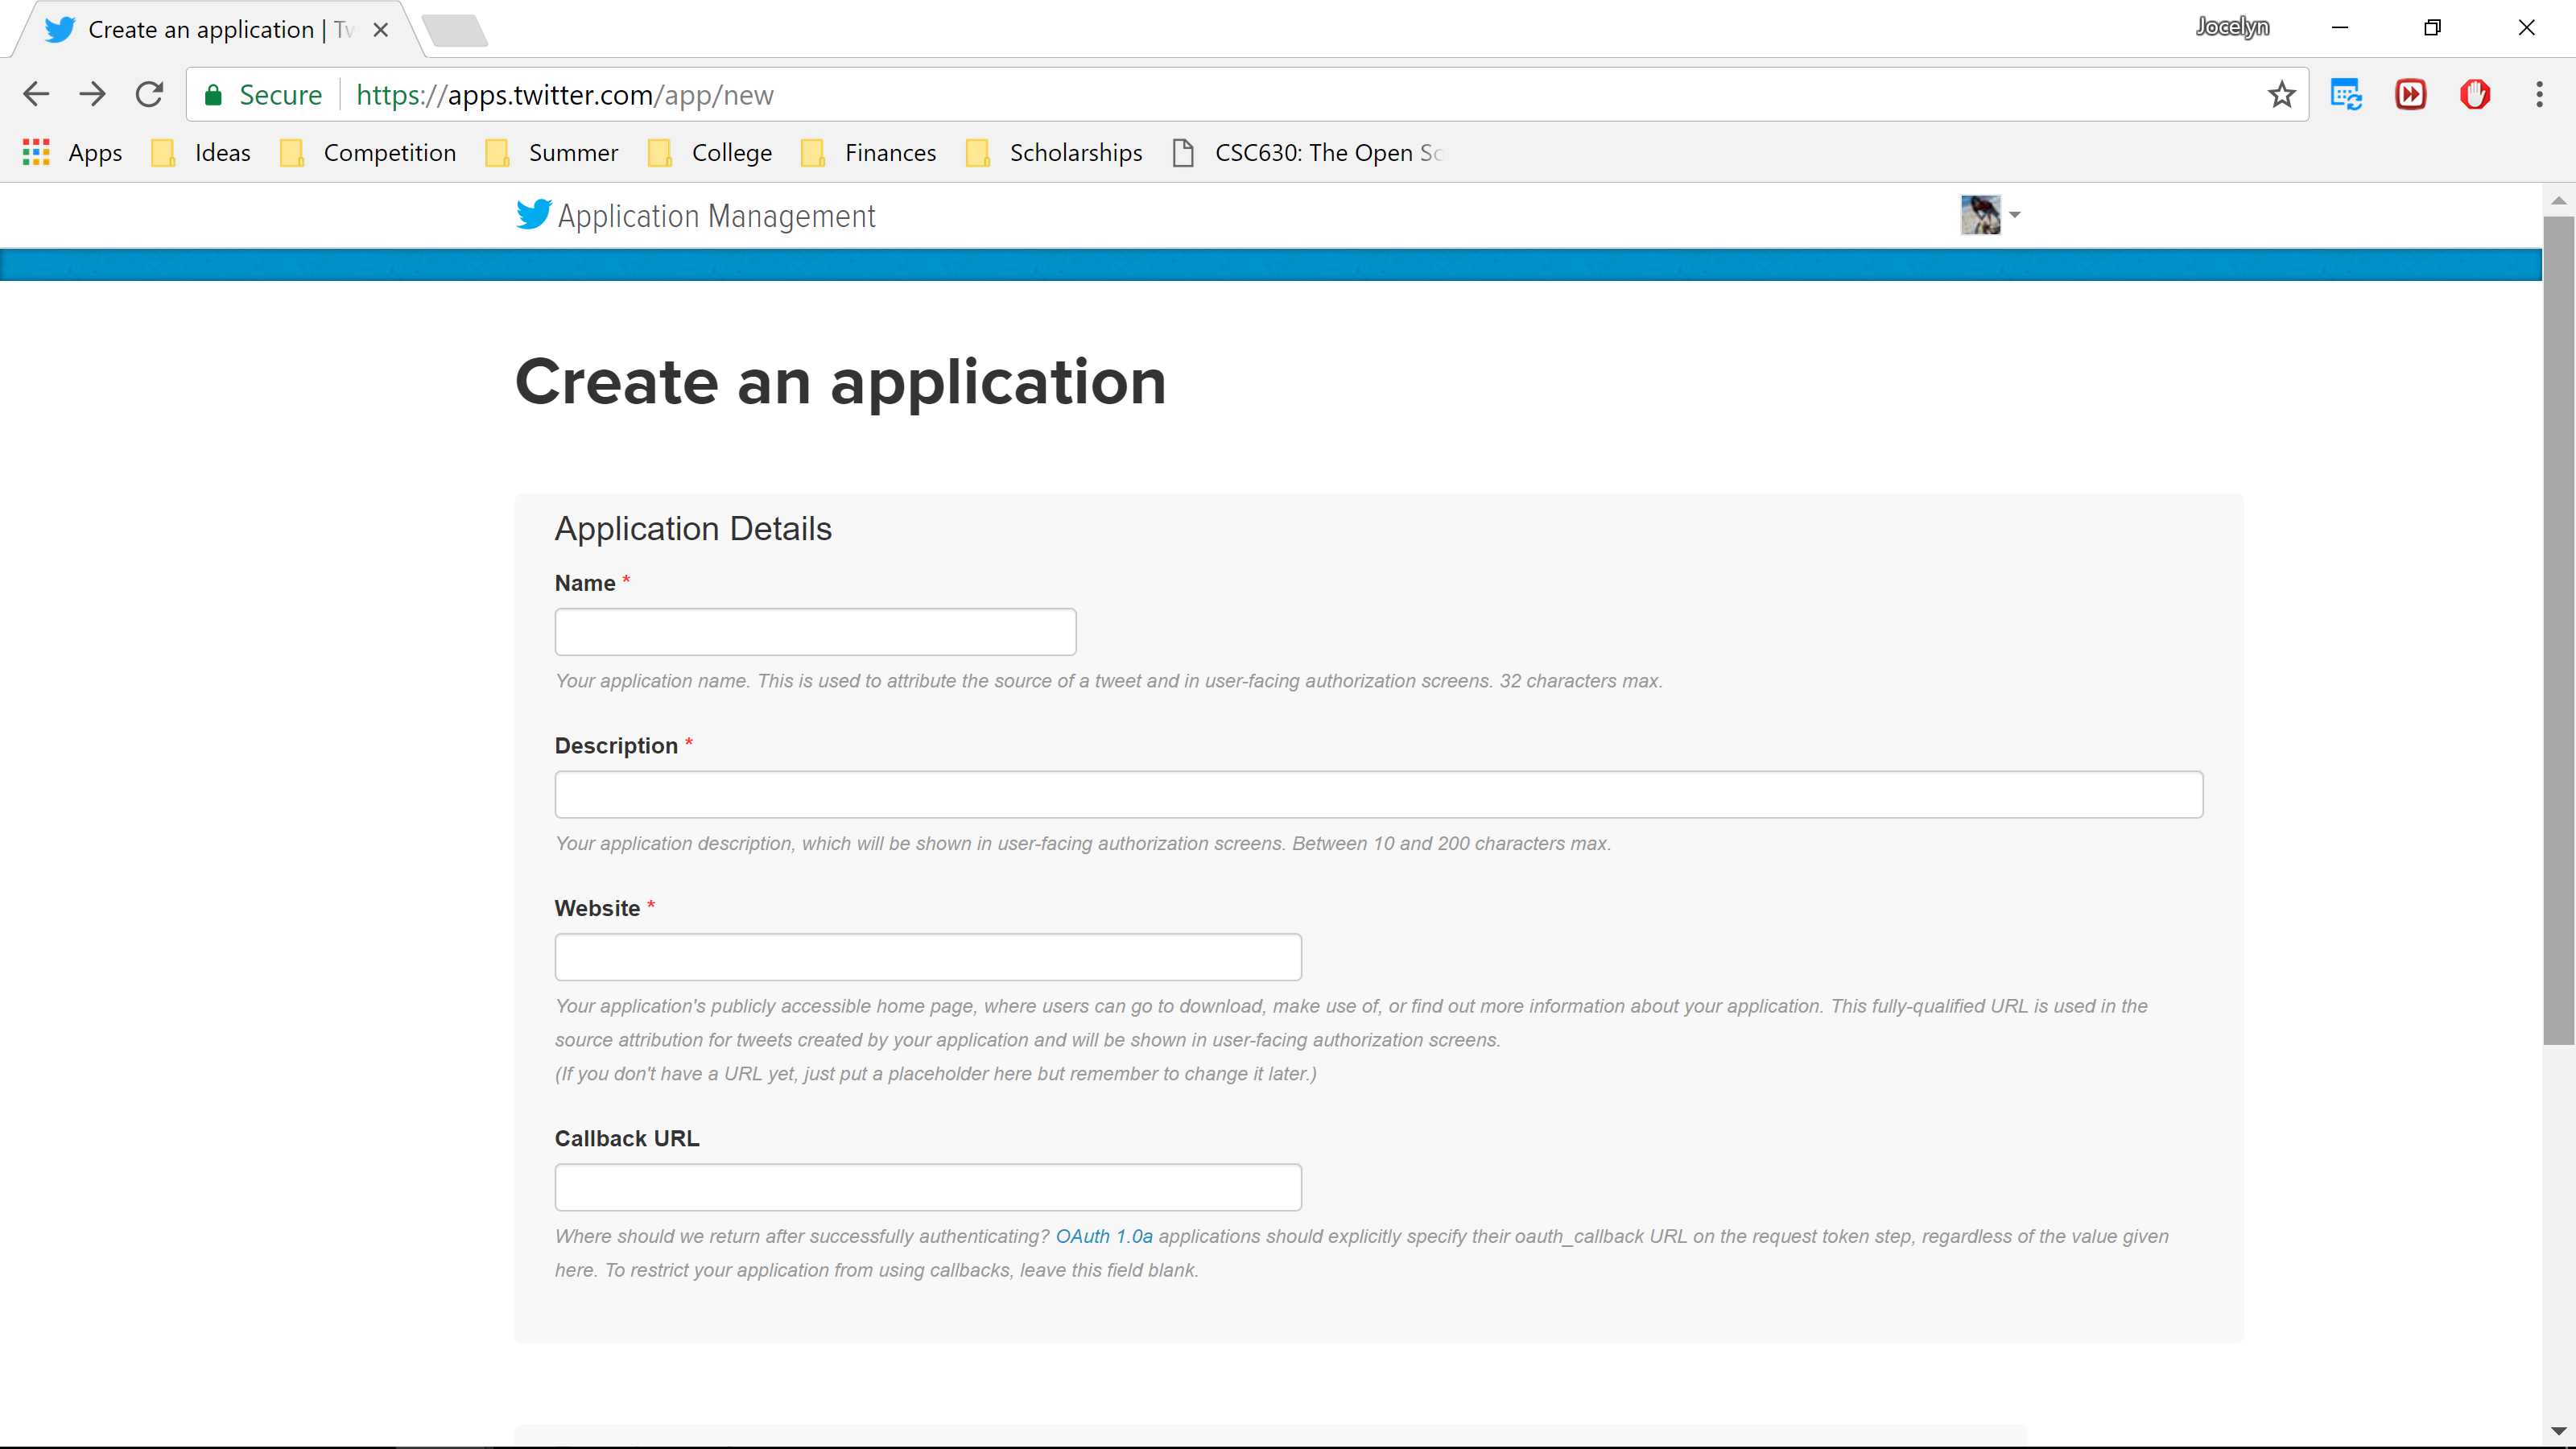 Create an application | Tw
Jocelyn
Secure
https://apps.twitter.com/app/new
Apps
Ideas
Competition
Summer
College
Finances
Scholarships
CSC630: The Open Sc
Application Management
Create an application
Application Details
Name *
Your application name. This is used to attribute the source of a tweet and in user-facing authorization screens. 32 characters max.
Description *
Your application description, which will be shown in user-facing authorization screens. Between 10 and 200 characters max.
Website *
Your application's publicly accessible home page, where users can go to download, make use of, or find out more information about your application. This fully-qualified URL is used in the
source attribution for tweets created by your application and will be shown in user-facing authorization screens.
(If you don't have a URL yet, just put a placeholder here but remember to change it later.)
Callback URL
Where should we return after successfully authenticating? OAuth 1.0a applications should explicitly specify their oauth_callback URL on the request token step, regardless of the value given
here. To restrict your application from using callbacks, leave this field blank.